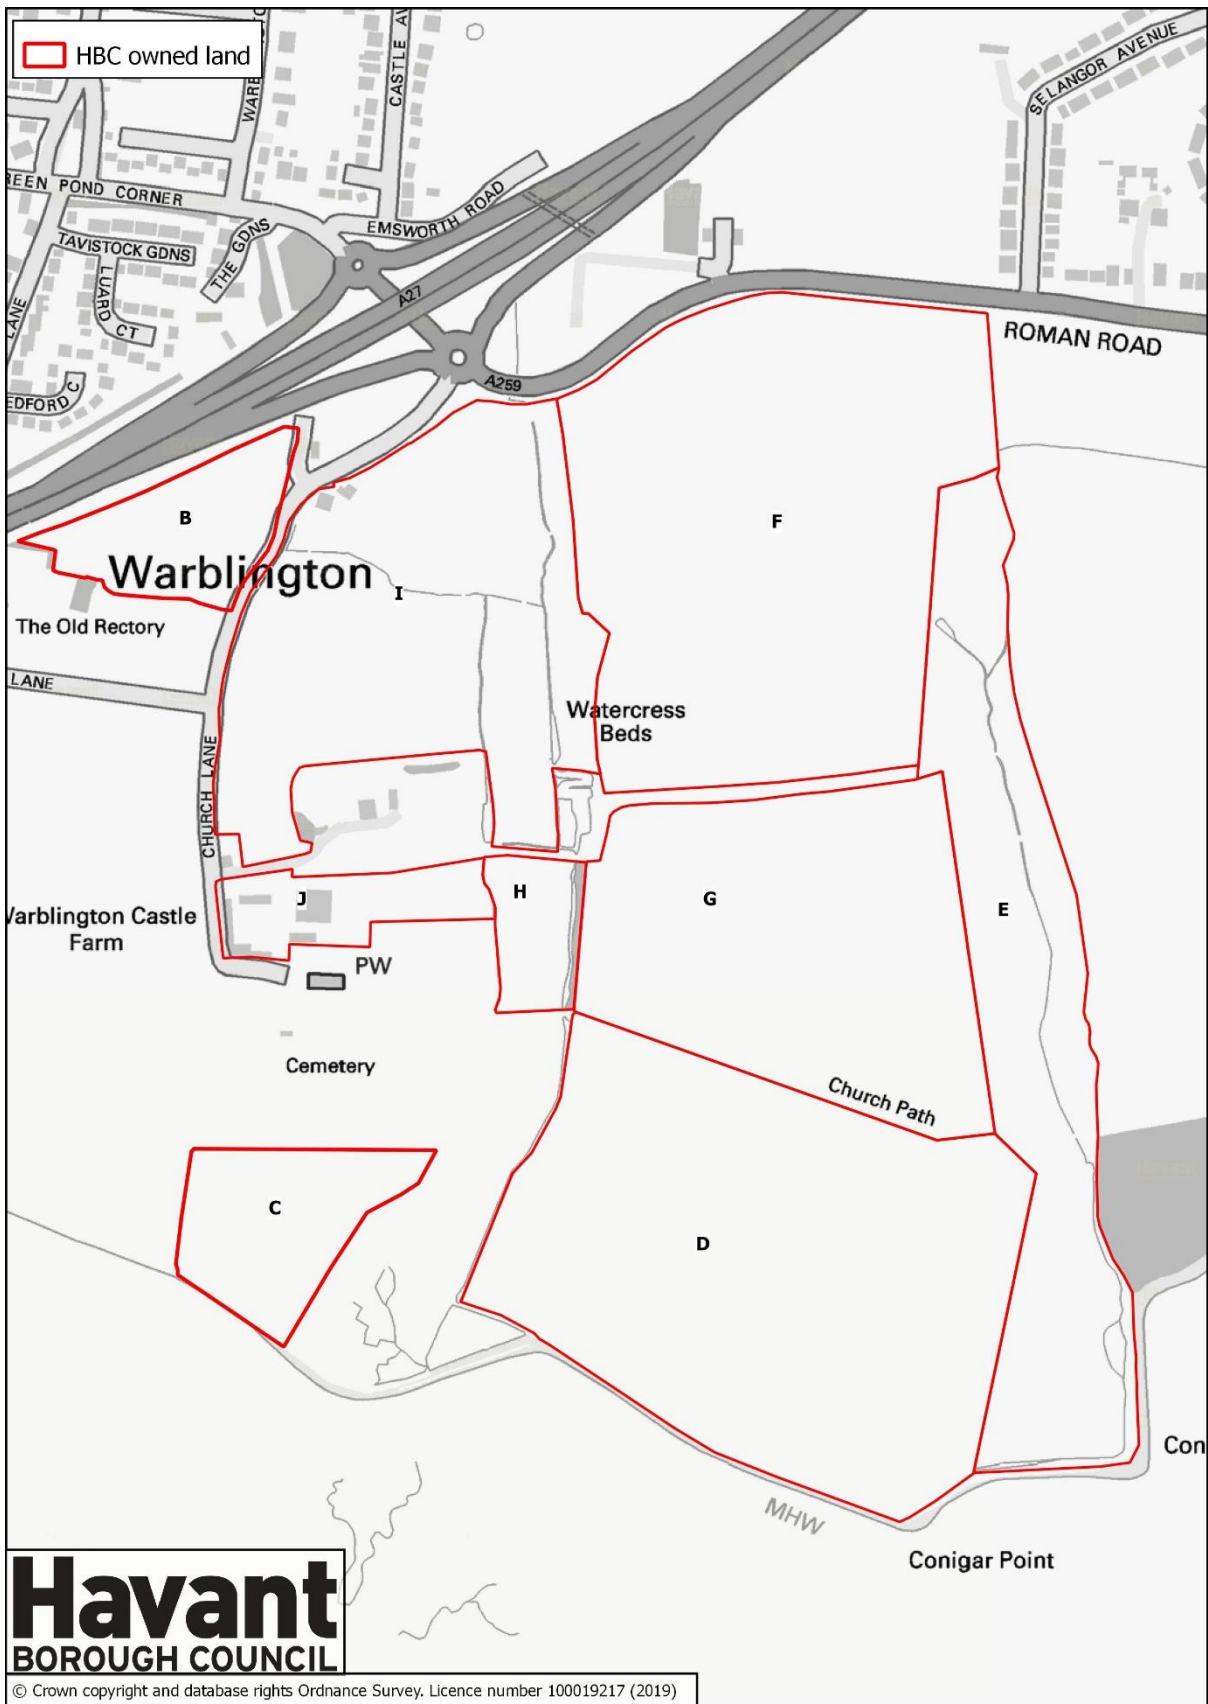 HBC owned land
WARE
CASTLE AV
SELANGOR AVENUE
REEN POND CORNER
EMSWORTH ROAD
TAVISTOCK GDNS
THE GDNS
LUARD
CT
LANE
A27
ROMAN ROAD
A259
EDFORD C
B
F
Warblington
I
The Old Rectory
LANE
Watercress
Beds
CHURCH LANE
J
H
G
E
Warblington Castle
Farm
PW
Cemetery
Church Path
C
D
Con
MHW
Conigar Point
Havant
BOROUGH COUNCIL
© Crown copyright and database rights Ordnance Survey. Licence number 100019217 (2019)